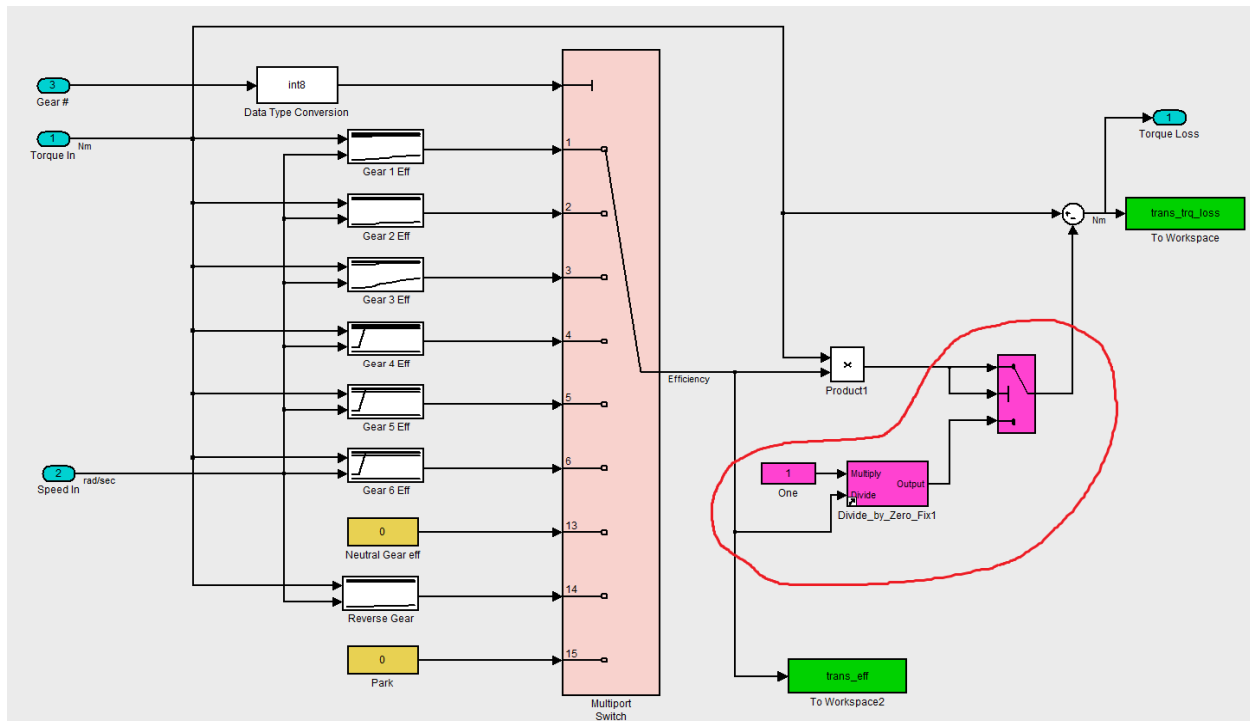 3
Gear #
int8
Data Type Conversion
1
Torque In
Nm
1
Gear 1 Eff
2
Gear 2 Eff
3
Gear 3 Eff
4
Gear 4 Eff
5
Gear 5 Eff
6
Gear 6 Eff
2
Speed In
rad/sec
0
Neutral Gear eff
13
Reverse Gear
14
0
Park
15
Multiport
Switch
Efficiency
×
Product1
1
One
Multiply
Divide
Output
Divide_by_Zero_Fix1
trans_eff
To Workspace2
+
-
Nm
1
Torque Loss
trans_trq_loss
To Workspace